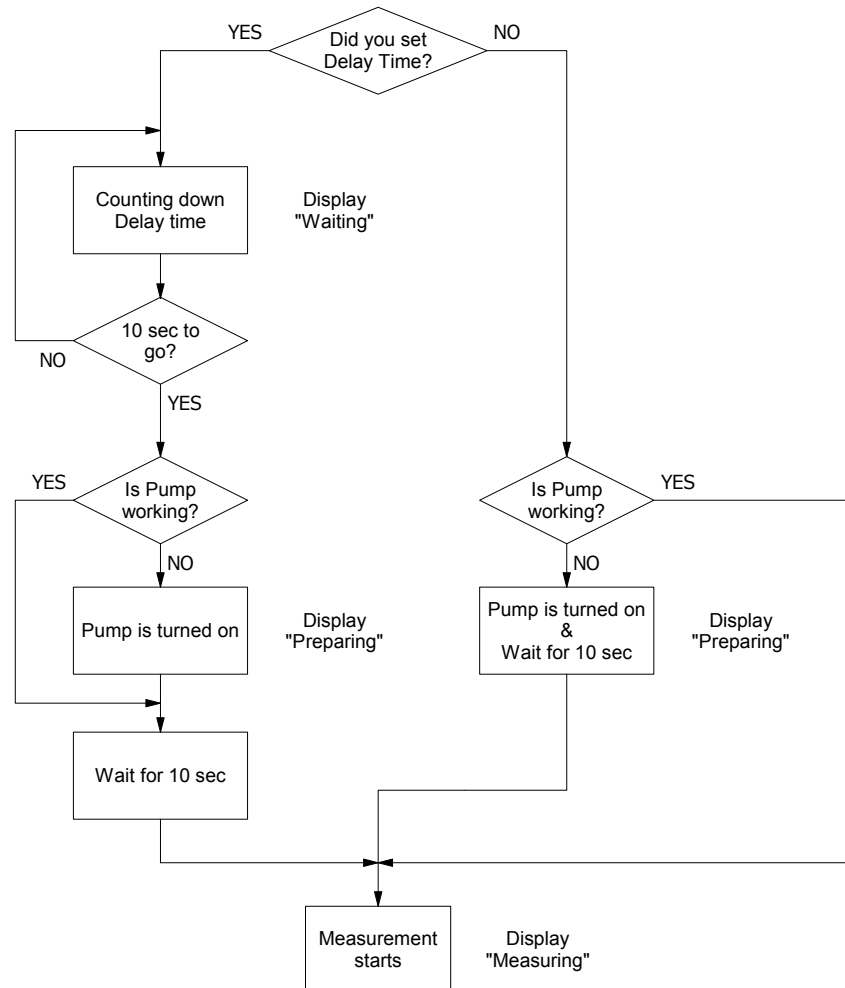 YES
Did you set
Delay Time?
NO
Counting down
Delay time
Display
"Waiting"
10 sec to
go?
NO
YES
YES
Is Pump
working?
NO
Is Pump
working?
YES
NO
Pump is turned on
Display
"Preparing"
Pump is turned on
&
Wait for 10 sec
Display
"Preparing"
Wait for 10 sec
Measurement
starts
Display
"Measuring"